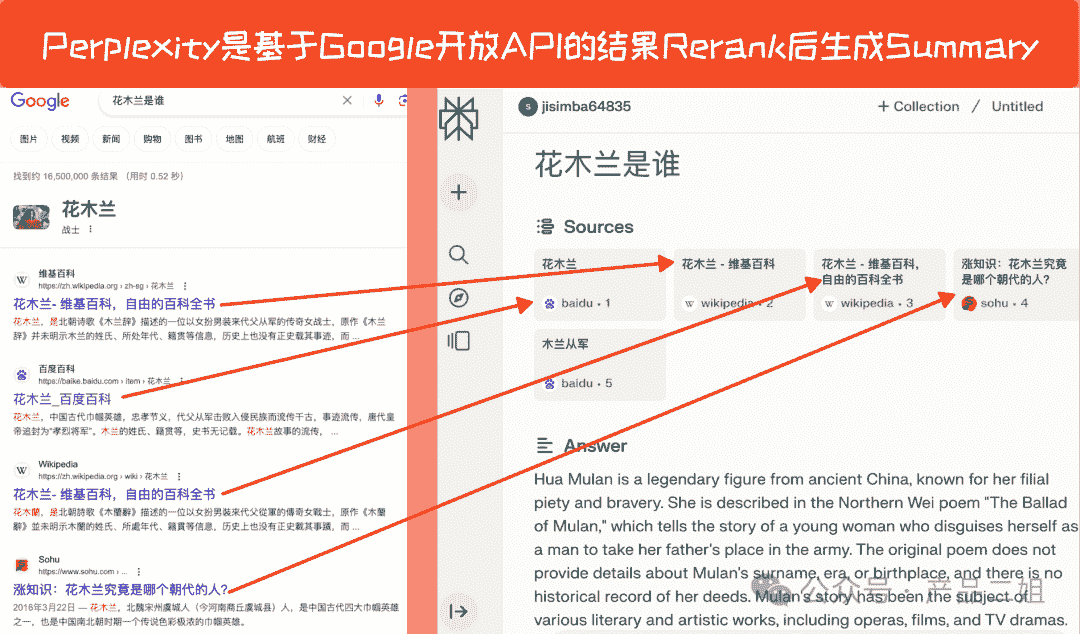 Perplexity是基于Google开放API的结果Rerank后生成Summary
Google
花木兰是谁
图片 视频 新闻 购物 图书 地图 航班 财经
找到约 16,500,000 条结果 （用时 0.52 秒）
花木兰
战士
维基百科
https://zh.wikipedia.org › zh-sg › 花木兰
花木兰- 维基百科，自由的百科全书
花木兰，是北朝诗歌《木兰辞》描述的一位以女扮男装来代父从军的传奇女战士，原作《木兰
辞》并未明示木兰的姓氏、所处年代、籍贯等信息，历史上也没有正史载其事迹，而 ...
百度百科
https://baike.baidu.com › item › 花木兰
花木兰_百度百科
花木兰，中国古代巾帼英雄，忠孝节义，代父从军击败入侵民族而流传千古，事迹流传，唐代皇
帝追封为“孝烈将军”。木兰的姓氏、籍贯等，史书无记载。花木兰故事的流传， ...
Wikipedia
https://zh.wikipedia.org › wiki › 花木兰
花木兰- 维基百科，自由的百科全书
花木蘭，是北朝詩歌《木蘭辭》描述的一位以女扮男裝來代父從軍的傳奇女戰士，原作《木蘭
辭》並未明示木蘭的姓氏、所處年代、籍貫等信息，历史上也没有正史載其事蹟，而 ...
Sohu
https://www.sohu.com › ...
涨知识：花木兰究竟是哪个朝代的人?
2016年3月22日 — 花木兰，北魏宋州虞城人（今河南商丘虞城县）人，是中国古代四大巾帼英雄
之一，也是中国南北朝时期一个传说色彩极浓的巾帼英雄。
S jisimba64835
+ Collection / Untitled
花木兰是谁
Sources
花木兰
baidu · 1
花木兰 - 维基百科
wikipedia · 2
花木兰 - 维基百科，
自由的百科全书
wikipedia · 3
涨知识：花木兰究竟
是哪个朝代的人?
sohu · 4
木兰从军
baidu · 5
Answer
Hua Mulan is a legendary figure from ancient China, known for her filial
piety and bravery. She is described in the Northern Wei poem "The Ballad
of Mulan," which tells the story of a young woman who disguises herself as
a man to take her father's place in the army. The original poem does not
provide details about Mulan's surname, era, or birthplace, and there is no
historical record of her deeds. Mulan's story has been the subject of
various literary and artistic works, including operas, films, and TV dramas.
公众号 · 产品二姐